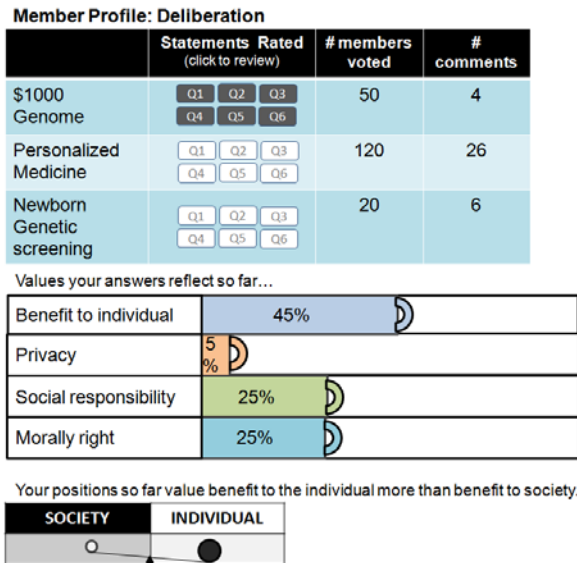 Member Profile: Deliberation
Statements Rated # members #
(click to review) voted comments
$1000 Genome Q1 Q2 Q3 50 4
Q4 Q5 Q6
Personalized Medicine Q1 Q2 Q3 120 26
Q4 Q5 Q6
Newborn Genetic screening Q1 Q2 Q3 20 6
Q4 Q5 Q6
Values your answers reflect so far...
Benefit to individual 45%
Privacy 5 %
Social responsibility 25%
Morally right 25%
Your positions so far value benefit to the individual more than benefit to society.
SOCIETY INDIVIDUAL